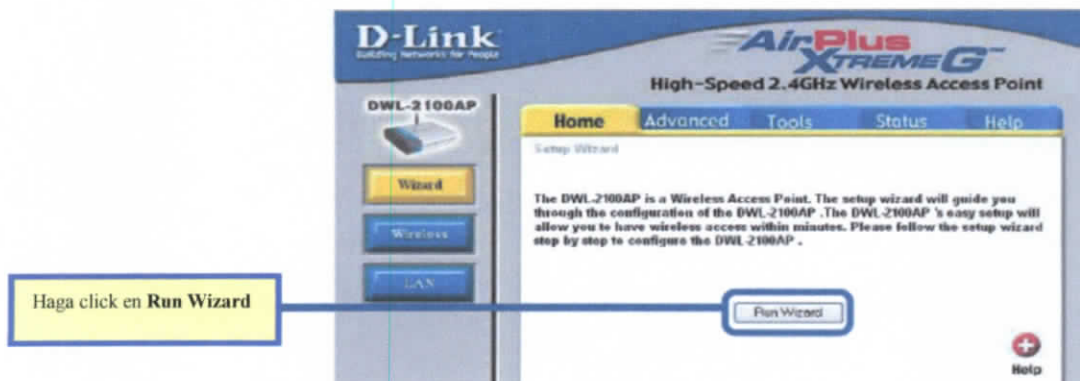 D-Link
Building Networks for People
AirPlus
XTREME G™
High-Speed 2.4GHz Wireless Access Point
DWL-2100AP
Home Advanced Tools Status Help
Setup Wizard
Wizard
Wireless
LAN
The DWL-2100AP is a Wireless Access Point. The setup wizard will guide you
through the configuration of the DWL-2100AP .The DWL-2100AP 's easy setup will
allow you to have wireless access within minutes. Please follow the setup wizard
step by step to configure the DWL-2100AP .
Haga click en Run Wizard
Run Wizard
Help